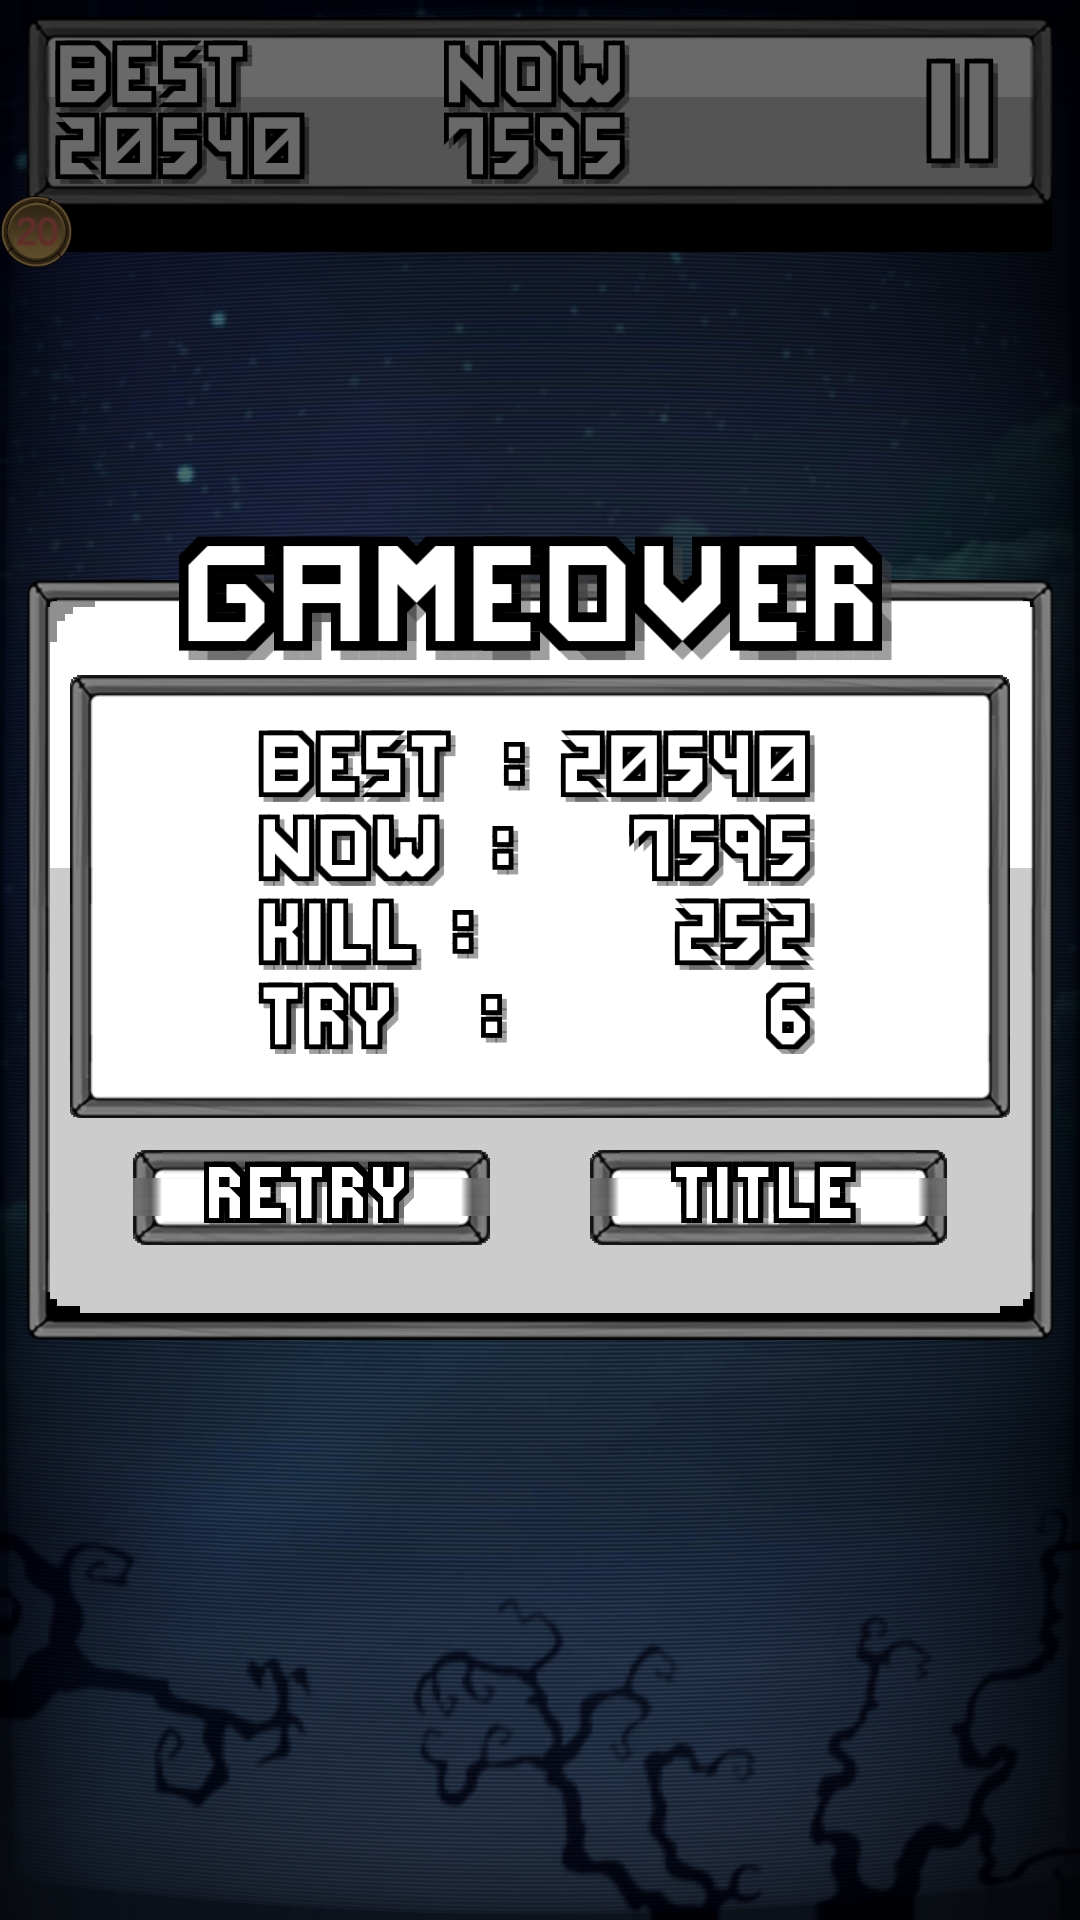 BEST NOW
20540 7595
20
GAMEOVER
BEST : 20540
NOW : 7595
KILL : 252
TRY : 6
RETRY TITLE